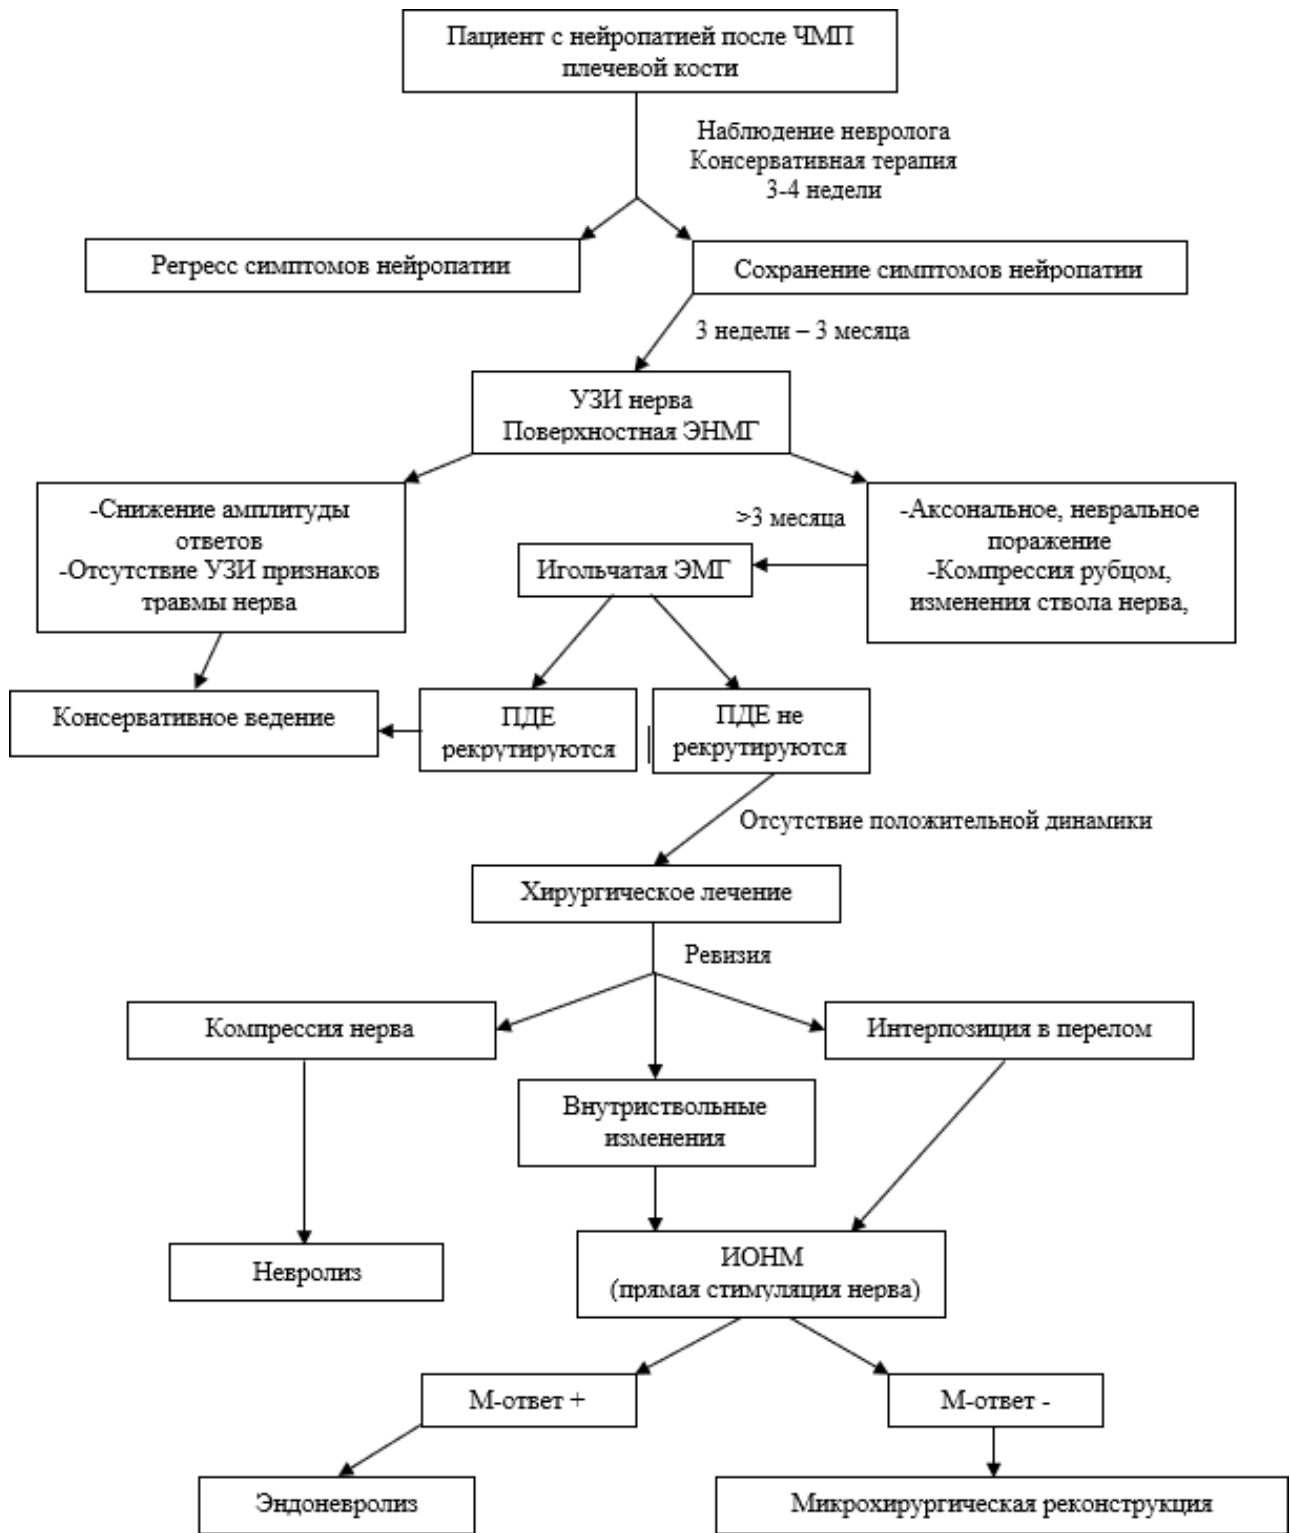 Пациент с нейропатией после ЧМП
плечевой кости
Наблюдение невролога
Консервативная терапия
3-4 недели
Регресс симптомов нейропатии
Сохранение симптомов нейропатии
3 недели – 3 месяца
УЗИ нерва
Поверхностная ЭНМГ
-Снижение амплитуды
ответов
-Отсутствие УЗИ признаков
травмы нерва
>3 месяца
-Аксональное, невральное
поражение
-Компрессия рубцом,
изменения ствола нерва,
Игольчатая ЭМГ
Консервативное ведение
ПДЕ
рекрутируются
ПДЕ не
рекрутируются
Отсутствие положительной динамики
Хирургическое лечение
Ревизия
Компрессия нерва
Интерпозиция в перелом
Внутриствольные
изменения
Невролиз
ИОНМ
(прямая стимуляция нерва)
М-ответ +
М-ответ -
Эндоневролиз
Микрохирургическая реконструкция